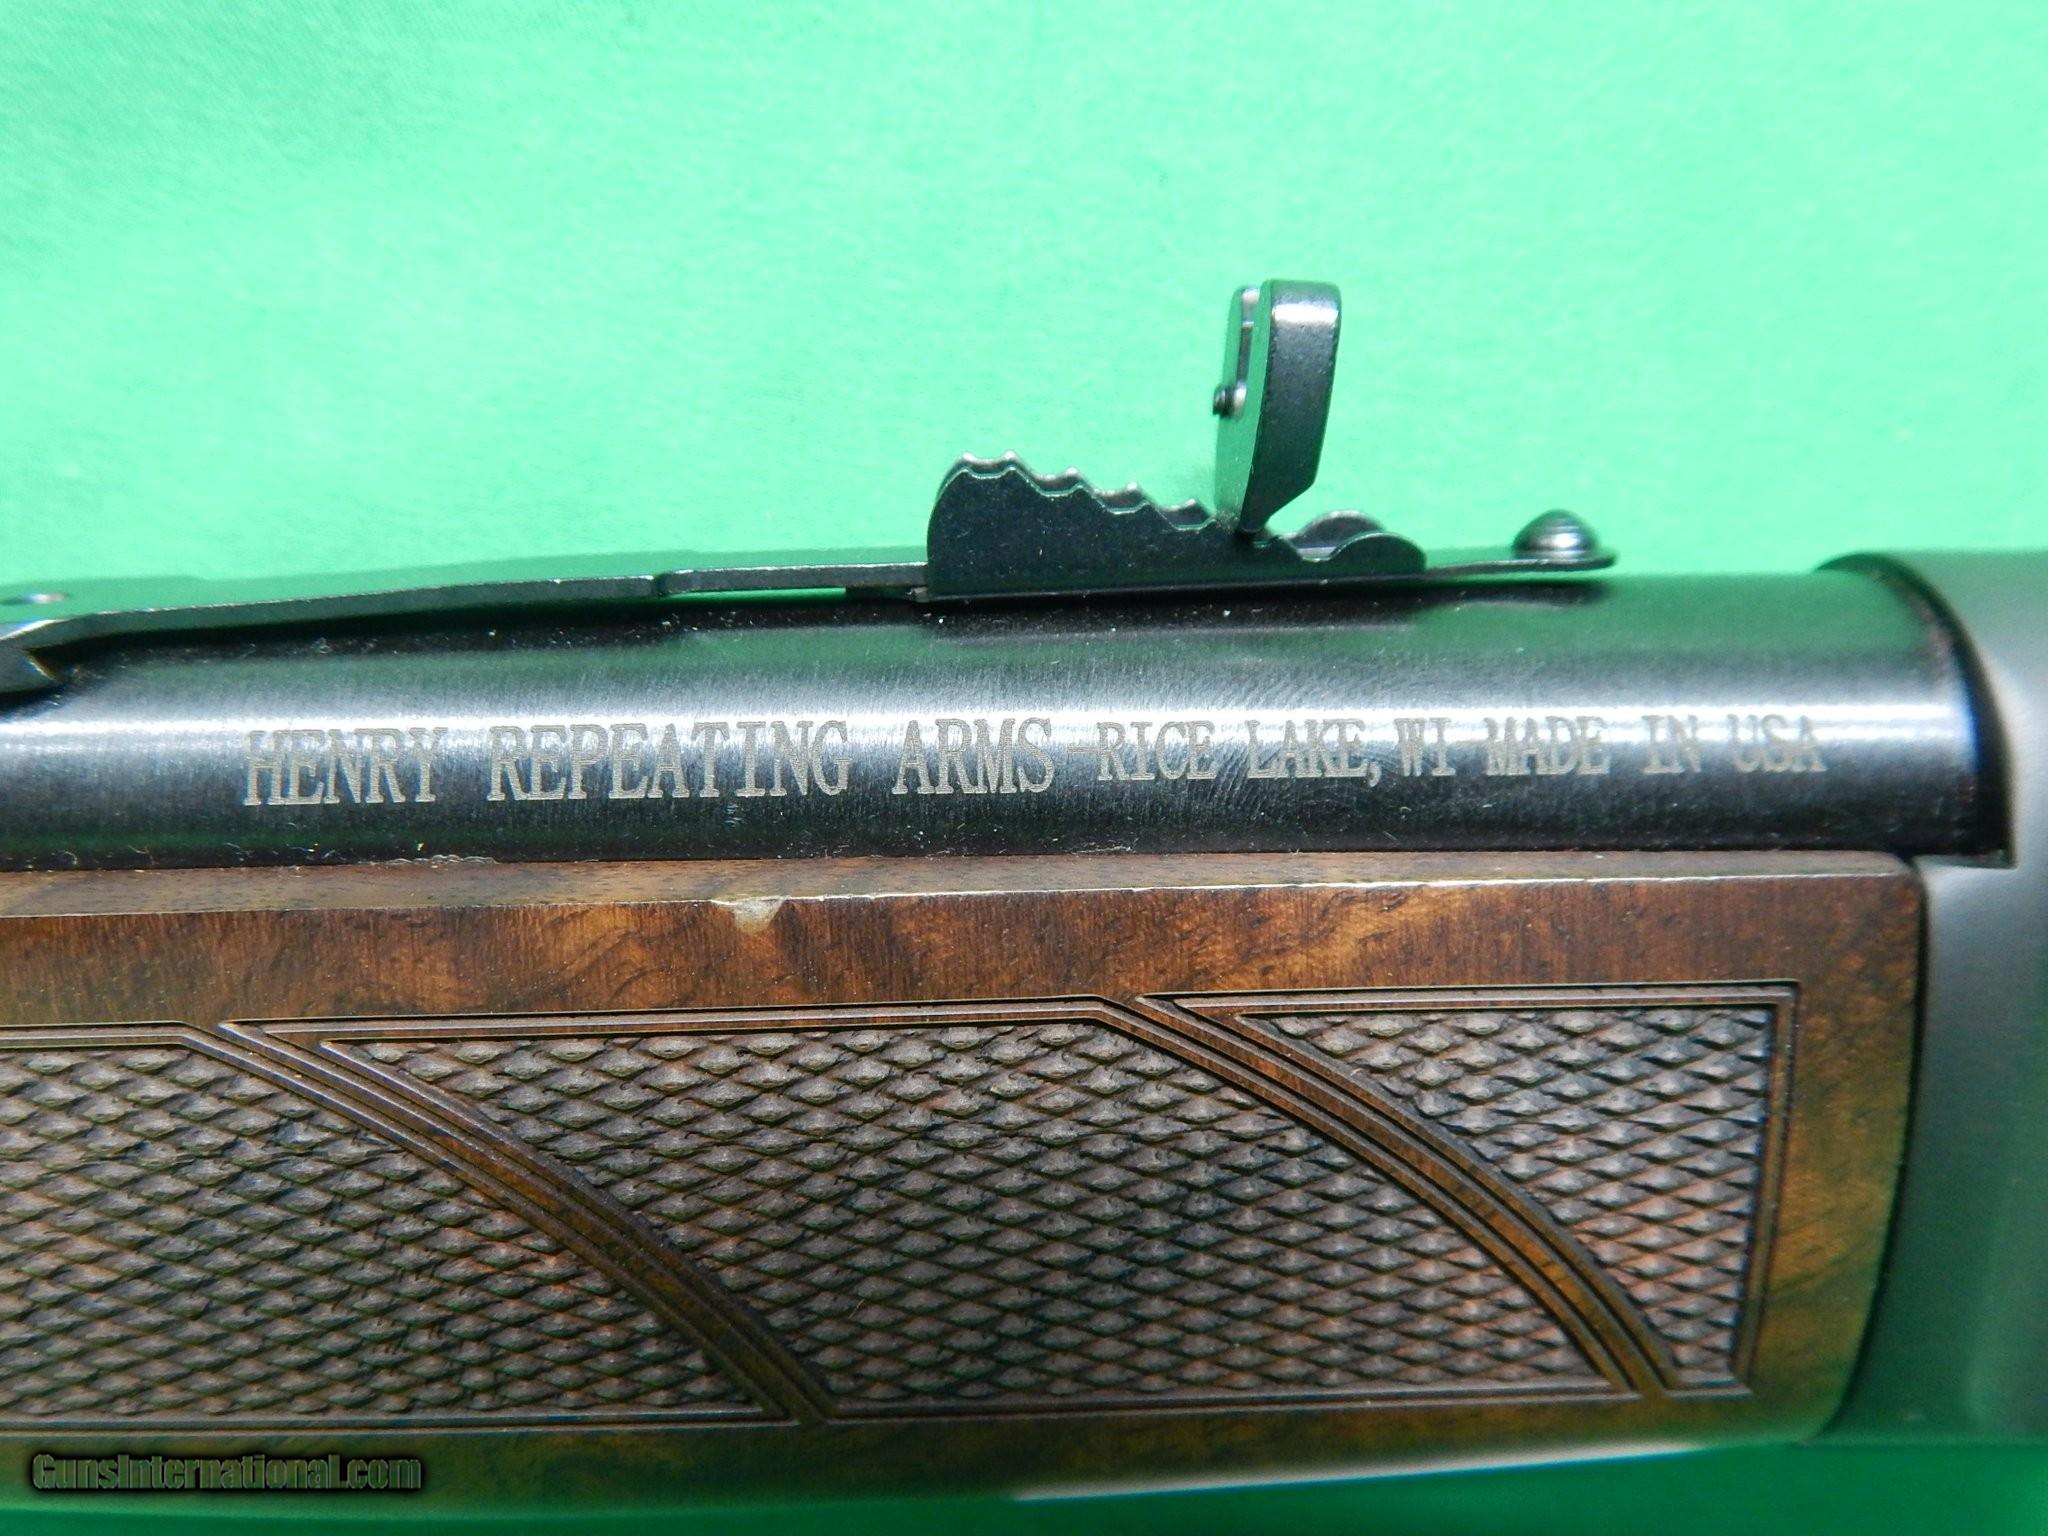 HENRY REPEATING ARMS-RICE LAKE, WI-MADE IN USA
GunsInternational.com